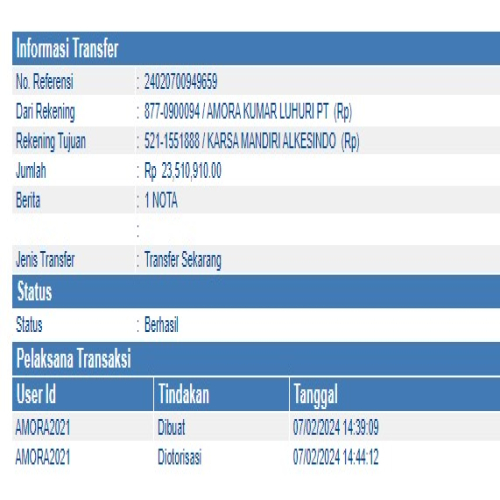 Informasi Transfer
No. Referensi : 24020700949659
Dari Rekening : 877-0900094 / AMORA KUMAR LUHURI PT (Rp)
Rekening Tujuan : 521-1551888 / KARSA MANDIRI ALKESINDO (Rp)
Jumlah : Rp 23,510,910.00
Berita : 1 NOTA
:
Jenis Transfer : Transfer Sekarang
Status
Status : Berhasil
Pelaksana Transaksi
User Id Tindakan Tanggal
AMORA2021 Dibuat 07/02/2024 14:39:09
AMORA2021 Diotorisasi 07/02/2024 14:44:12